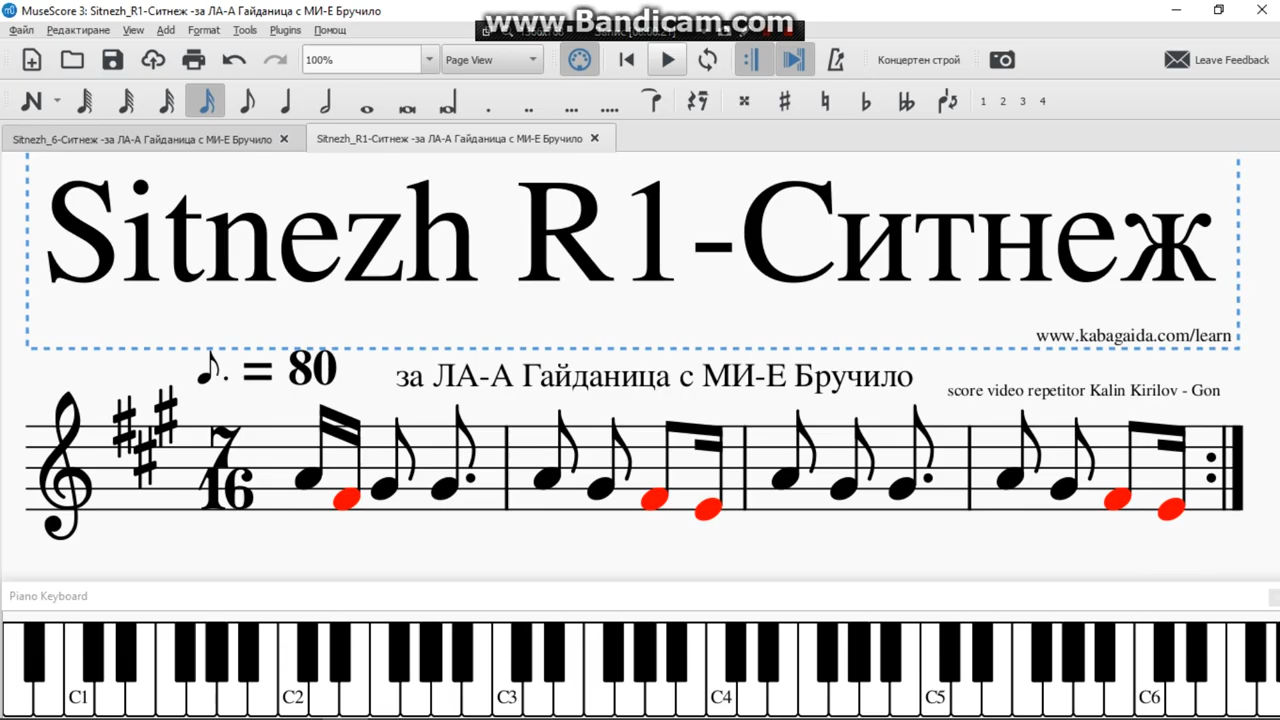 MuseScore 3: Sitnezh_R1-Ситнеж -за ЛА-А Гайданица с МИ-Е Бручило
www.Bandicam.com
Файл Редактиране View Add Format Tools Plugins Помощ
100% Page View Концертен строй Leave Feedback
1 2 3 4
Sitnezh_6-Ситнеж -за ЛА-А Гайданица с МИ-Е Бручило Sitnezh_R1-Ситнеж -за ЛА-А Гайданица с МИ-Е Бручило
Sitnezh R1-Ситнеж
www.kabagaida.com/learn
= 80
за ЛА-А Гайданица с МИ-Е Бручило
score video repetitor Kalin Kirilov - Gon
7
16
Piano Keyboard
C1 C2 C3 C4 C5 C6